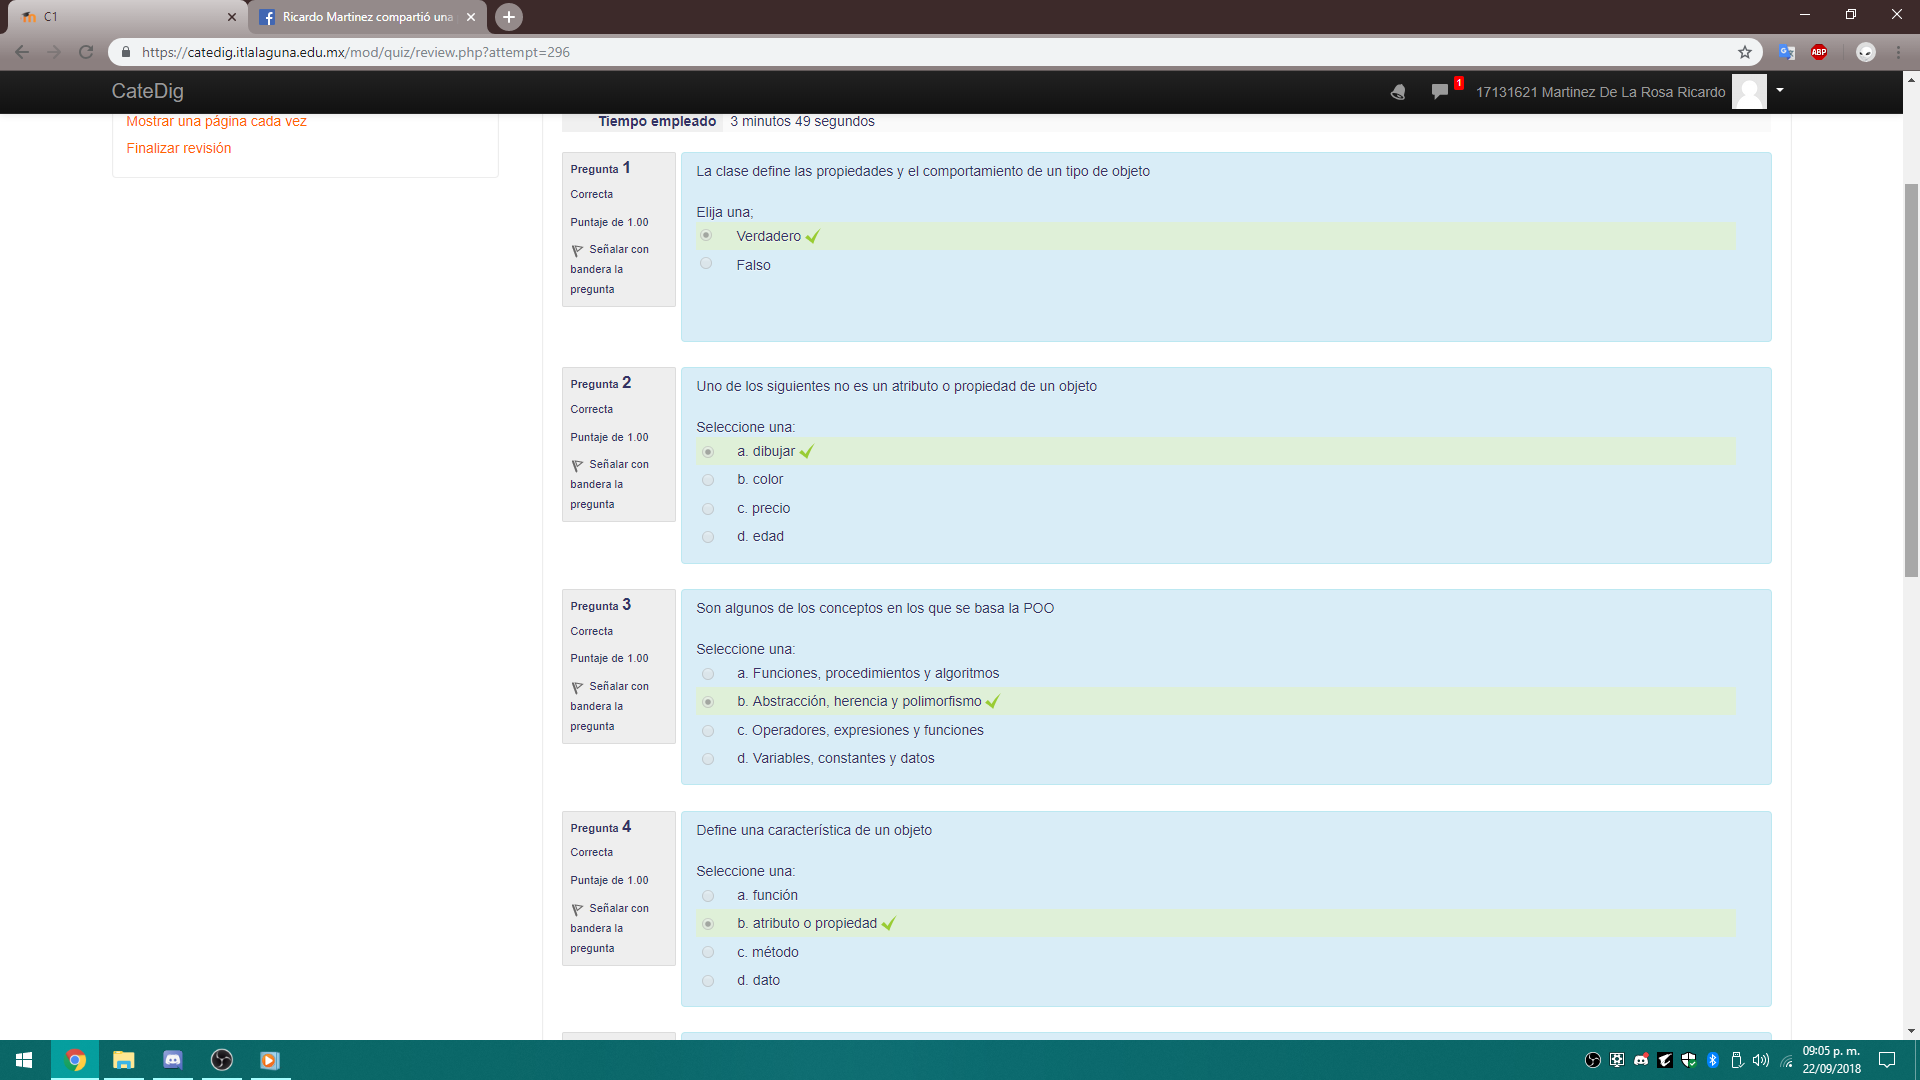 C1
Ricardo Martinez compartió una
https://catedig.itlalaguna.edu.mx/mod/quiz/review.php?attempt=296
ABP
CateDig
1
17131621 Martinez De La Rosa Ricardo
Mostrar una página cada vez
Finalizar revisión
Tiempo empleado 3 minutos 49 segundos
Pregunta 1
Correcta
Puntaje de 1.00
Señalar con
bandera la
pregunta
La clase define las propiedades y el comportamiento de un tipo de objeto
Elija una;
Verdadero
Falso
Pregunta 2
Correcta
Puntaje de 1.00
Señalar con
bandera la
pregunta
Uno de los siguientes no es un atributo o propiedad de un objeto
Seleccione una:
a. dibujar
b. color
c. precio
d. edad
Pregunta 3
Correcta
Puntaje de 1.00
Señalar con
bandera la
pregunta
Son algunos de los conceptos en los que se basa la POO
Seleccione una:
a. Funciones, procedimientos y algoritmos
b. Abstracción, herencia y polimorfismo
c. Operadores, expresiones y funciones
d. Variables, constantes y datos
Pregunta 4
Correcta
Puntaje de 1.00
Señalar con
bandera la
pregunta
Define una característica de un objeto
Seleccione una:
a. función
b. atributo o propiedad
c. método
d. dato
09:05 p. m.
22/09/2018